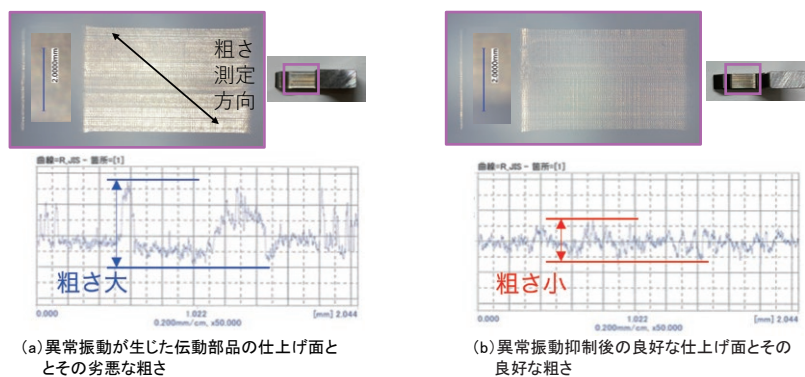 2.0000mm
粗さ
測定
方向
2.0000mm
曲線=R_JIS - 箇所=[1]
粗さ大
0.000
1.022
[mm] 2.044
0.200mm/cm, x50.000
(a)異常振動が生じた伝動部品の仕上げ面と
とその劣悪な粗さ
曲線=R_JIS - 箇所=[1]
粗さ小
0.000
1.022
[mm] 2.044
0.200mm/cm, x50.000
(b)異常振動抑制後の良好な仕上げ面とその
良好な粗さ